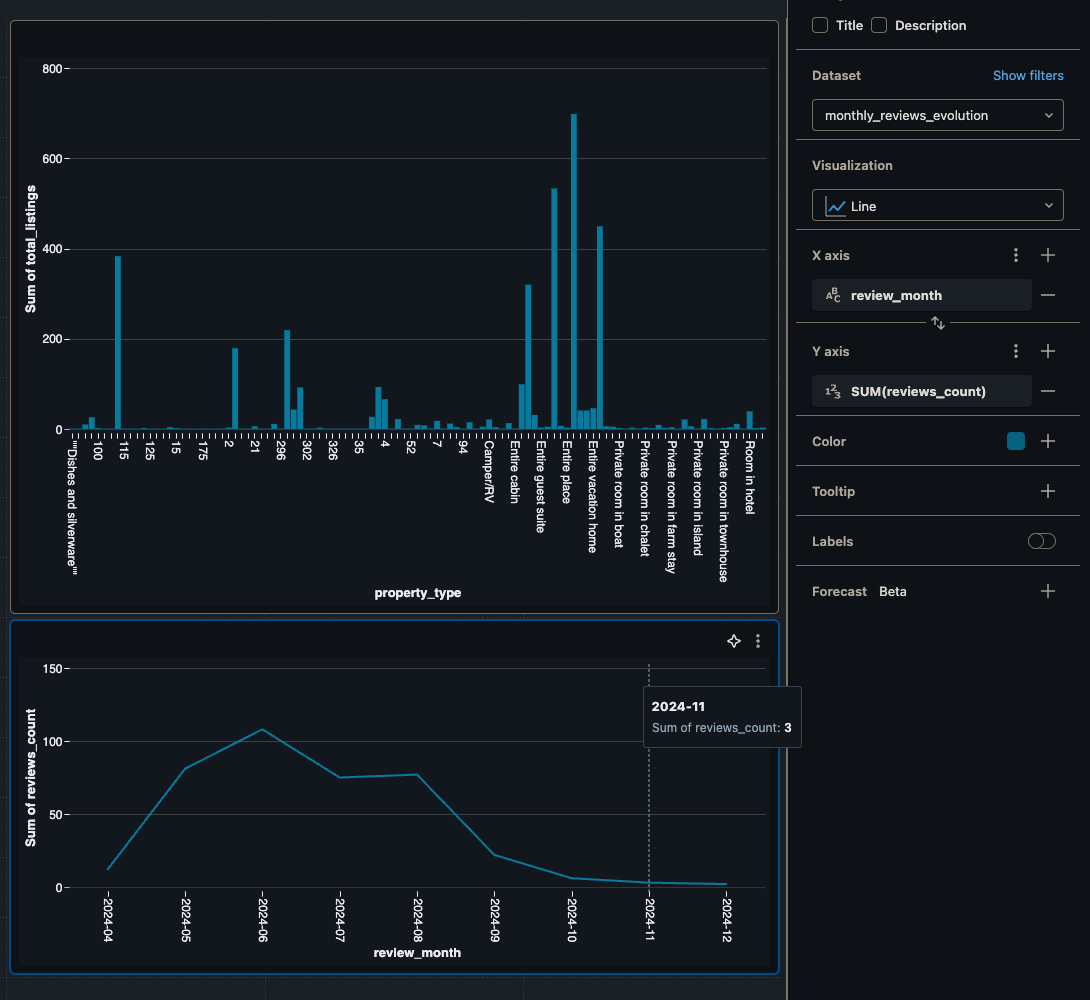 Title
Description
Dataset
Show filters
monthly_reviews_evolution
Visualization
Line
X axis
ABC review_month
Y axis
123 SUM(reviews_count)
Color
Tooltip
Labels
Forecast Beta
800
600
400
200
0
Sum of total_listings
""Dishes and silverware""
100
115
125
15
175
2
21
296
302
326
35
4
52
7
94
Camper/RV
Entire cabin
Entire guest suite
Entire place
Entire vacation home
Private room in boat
Private room in chalet
Private room in farm stay
Private room in island
Private room in townhouse
Room in hotel
property_type
150
100
50
0
Sum of reviews_count
2024-11
Sum of reviews_count: 3
2024-04
2024-05
2024-06
2024-07
2024-08
2024-09
2024-10
2024-11
2024-12
review_month